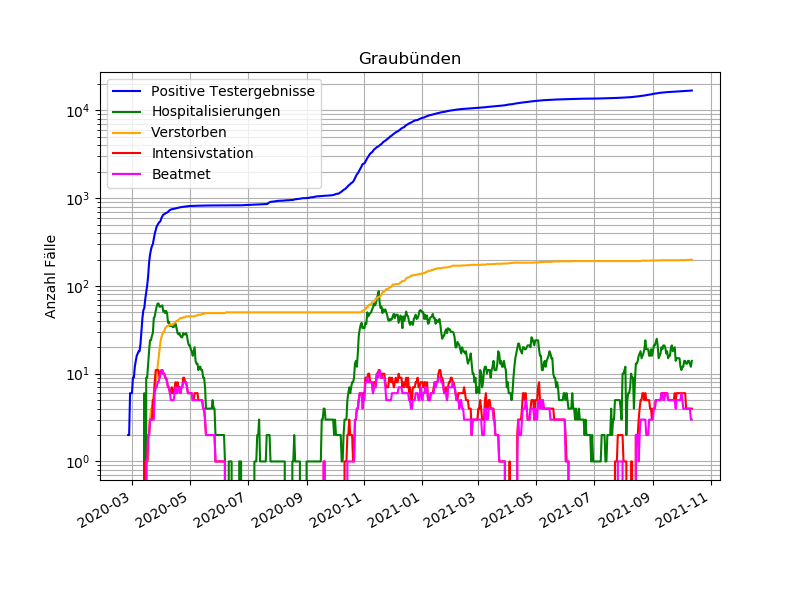 Graubünden
Positive Testergebnisse
Hospitalisierungen
Verstorben
Intensivstation
Beatmet
Anzahl Fälle
10⁴
10³
10²
10¹
10⁰
2020-03
2020-05
2020-07
2020-09
2020-11
2021-01
2021-03
2021-05
2021-07
2021-09
2021-11